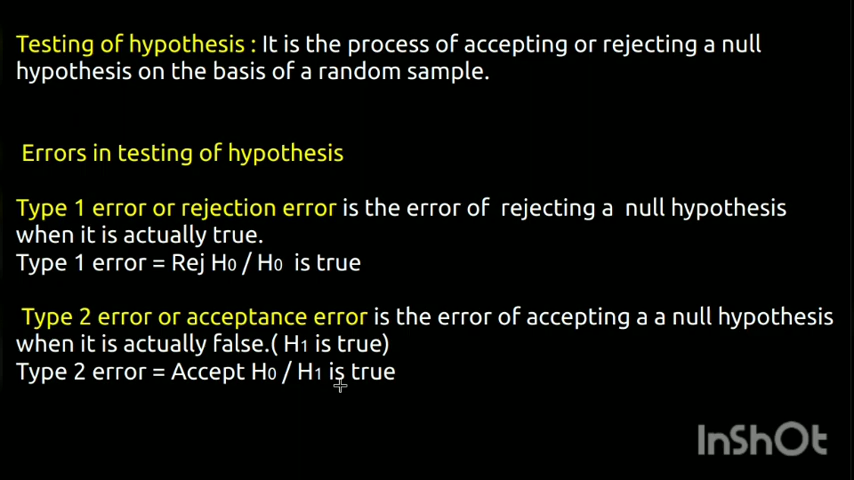 Testing of hypothesis : It is the process of accepting or rejecting a null
hypothesis on the basis of a random sample.
Errors in testing of hypothesis
Type 1 error or rejection error is the error of rejecting a null hypothesis
when it is actually true.
Type 1 error = Rej H₀ / H₀ is true
Type 2 error or acceptance error is the error of accepting a a null hypothesis
when it is actually false.( H₁ is true)
Type 2 error = Accept H₀ / H₁ is true
InShOt